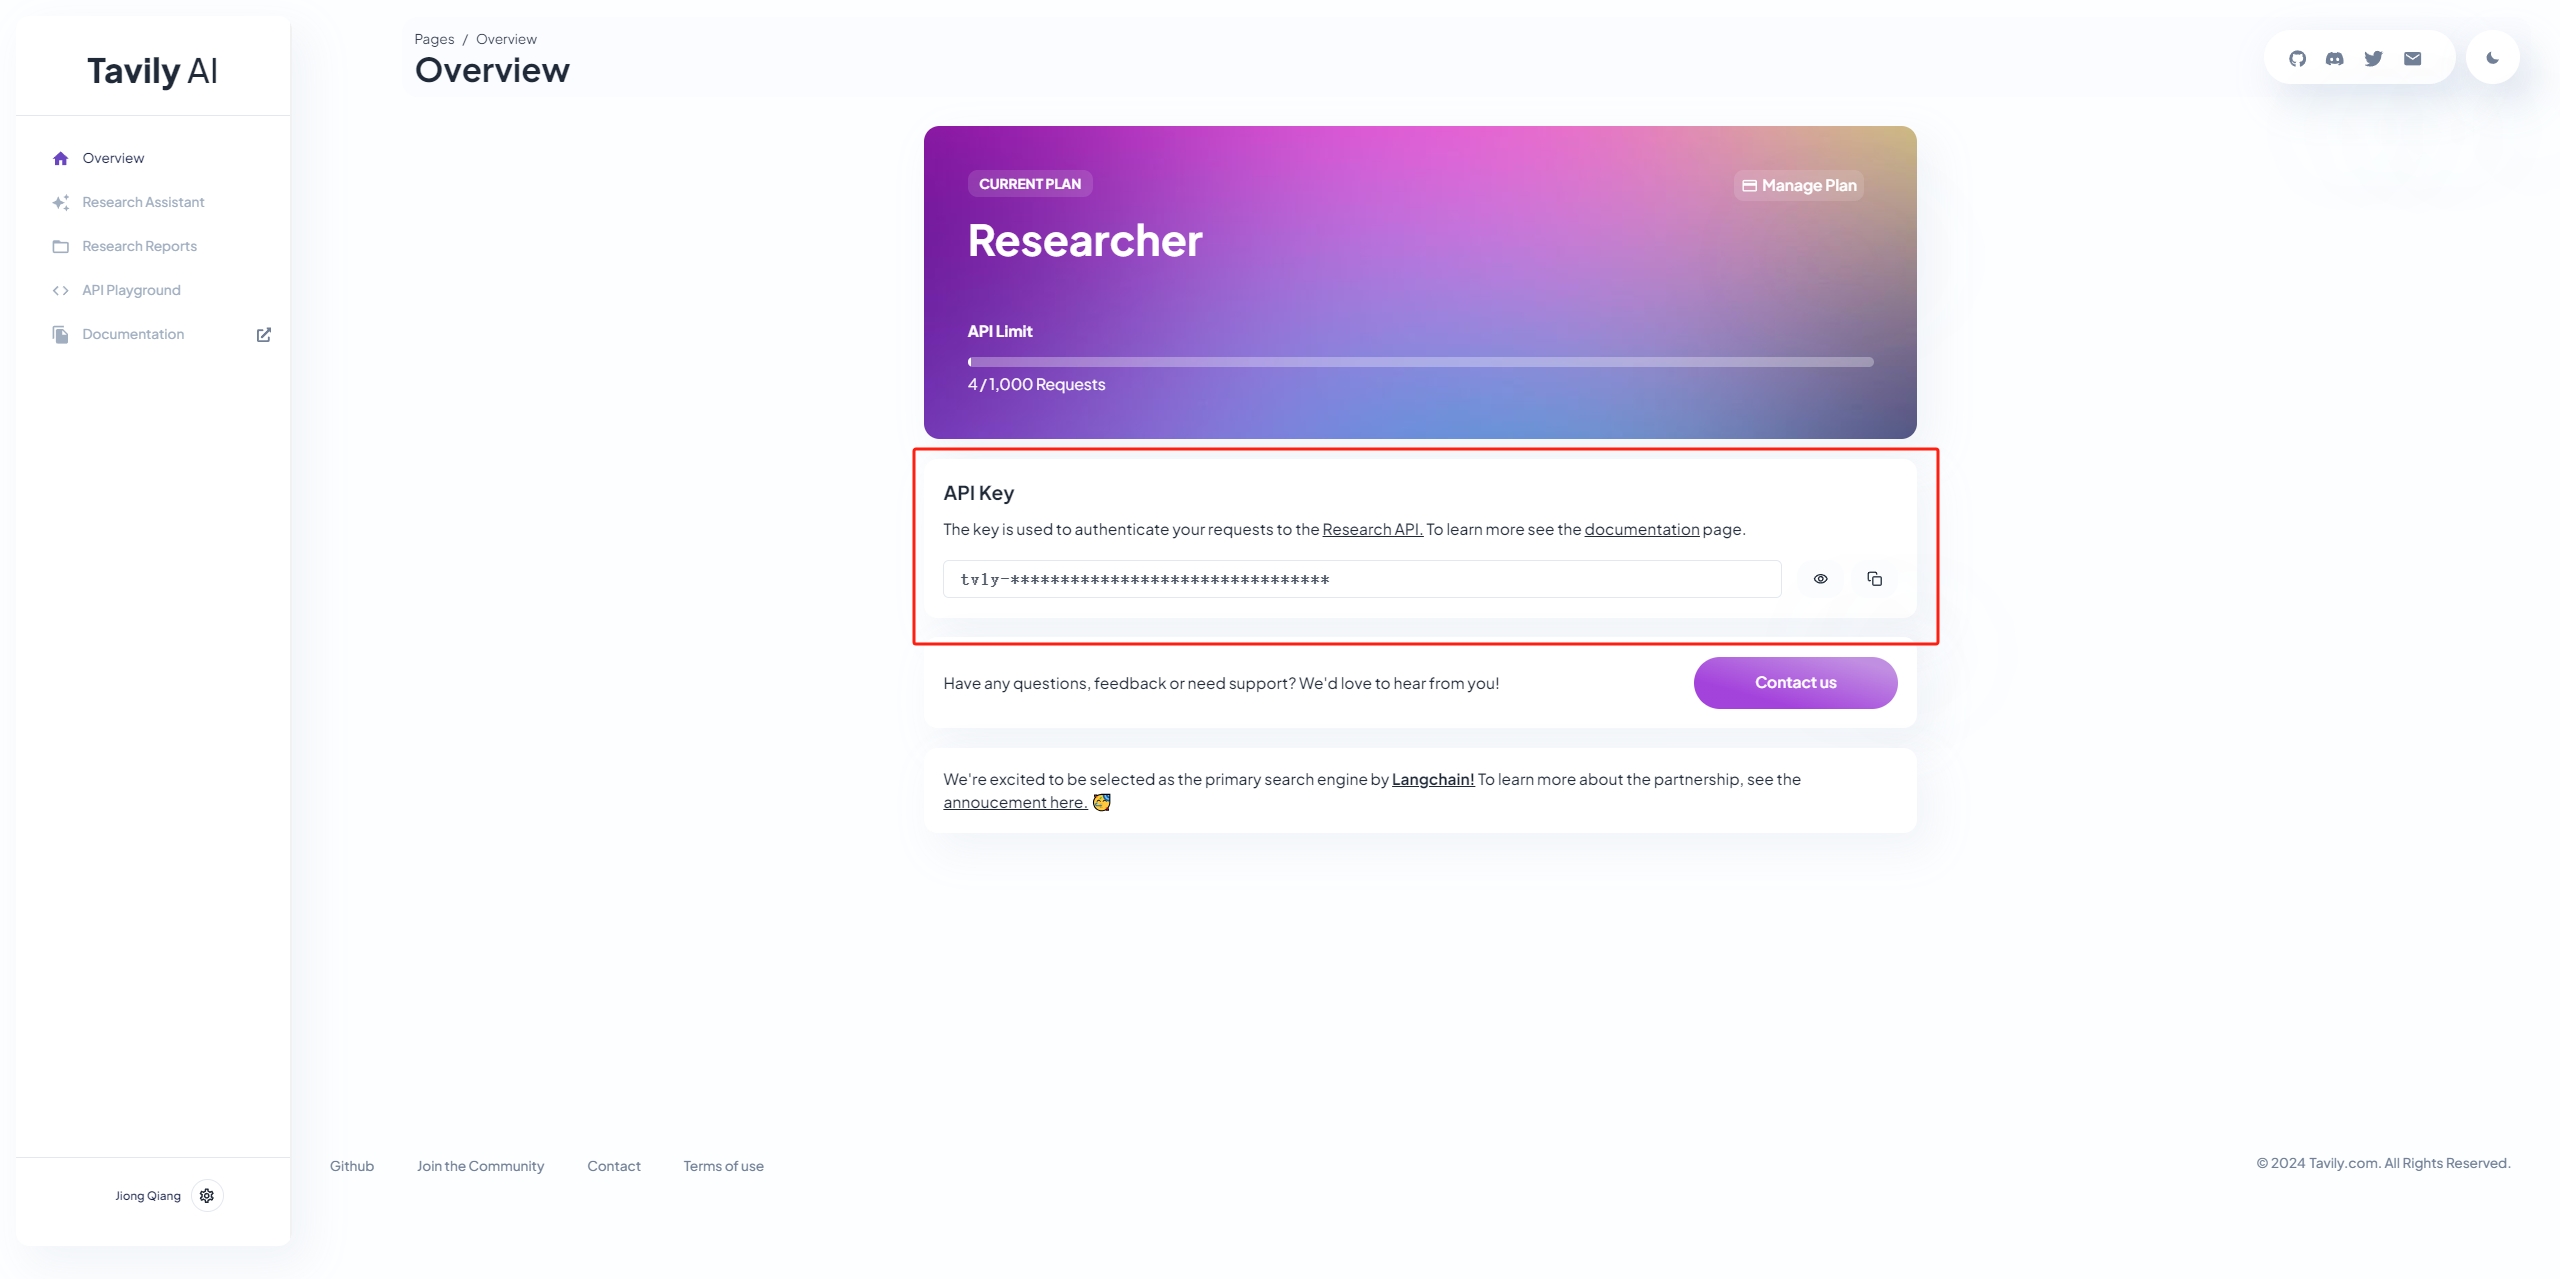 Tavily AI
Overview
Research Assistant
Research Reports
API Playground
Documentation
Jiong Qiang
Pages / Overview
Overview
CURRENT PLAN
Manage Plan
Researcher
API Limit
4 / 1,000 Requests
API Key
The key is used to authenticate your requests to the Research API. To learn more see the documentation page.
tvly-********************************
Have any questions, feedback or need support? We'd love to hear from you!
Contact us
We're excited to be selected as the primary search engine by Langchain! To learn more about the partnership, see the
annoucement here. 🥳
Github
Join the Community
Contact
Terms of use
© 2024 Tavily.com. All Rights Reserved.